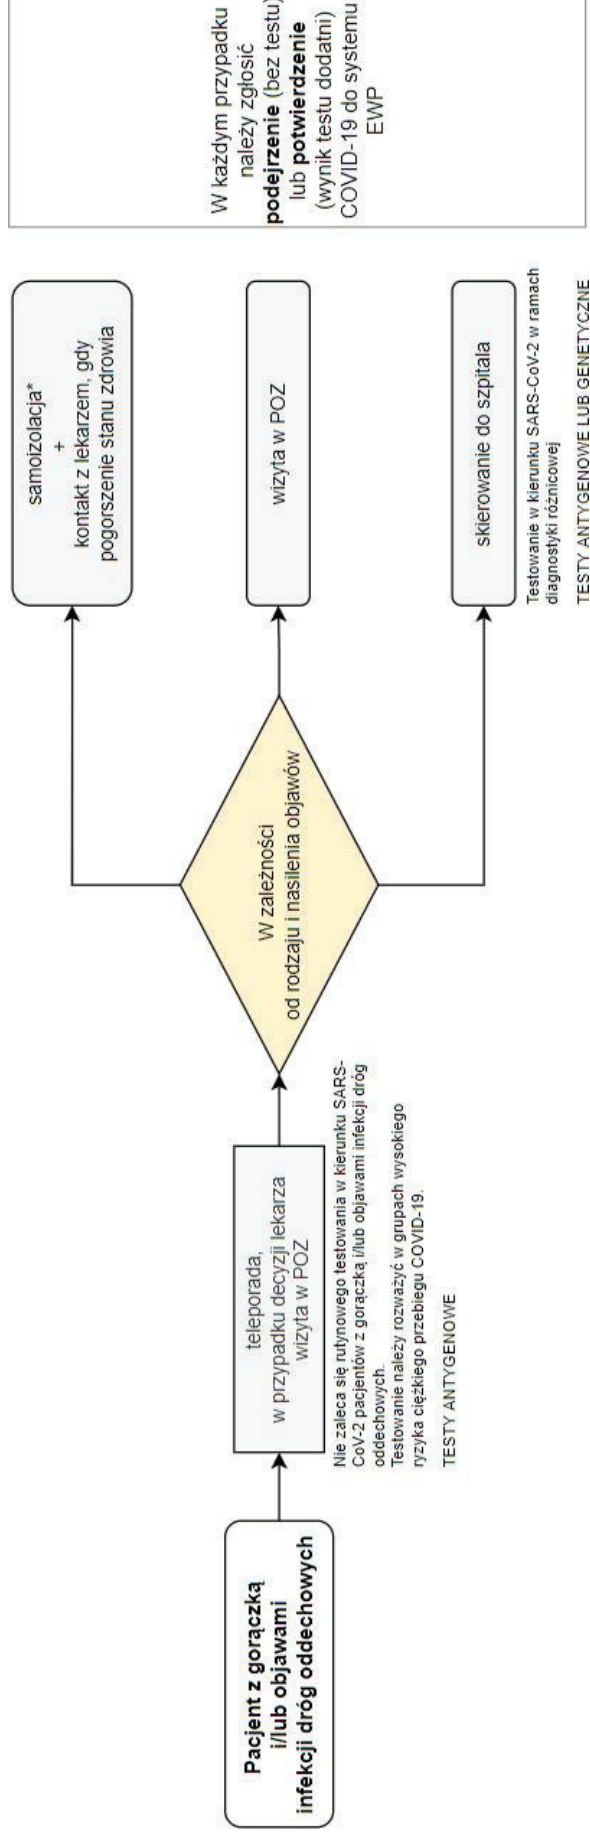 Pacjent z gorączką
i/lub objawami
infekcji dróg oddechowych
teleporada,
w przypadku decyzji lekarza
wizyta w POZ
Nie zaleca się rutynowego testowania w kierunku SARS-
CoV-2 pacjentów z gorączką i/lub objawami infekcji dróg
oddechowych.
Testowanie należy rozważyć w grupach wysokiego
ryzyka ciężkiego przebiegu COVID-19.
TESTY ANTYGENOWE
W zależności
od rodzaju i nasilenia objawów
samoizolacja*
+
kontakt z lekarzem, gdy
pogorszenie stanu zdrowia
wizyta w POZ
skierowanie do szpitala
Testowanie w kierunku SARS-CoV-2 w ramach
diagnostyki różnicowej
TESTY ANTYGENOWE LUB GENETYCZNE
W każdym przypadku
należy zgłosić
podejrzenie (bez testu)
lub potwierdzenie
(wynik testu dodatni)
COVID-19 do systemu
EWP